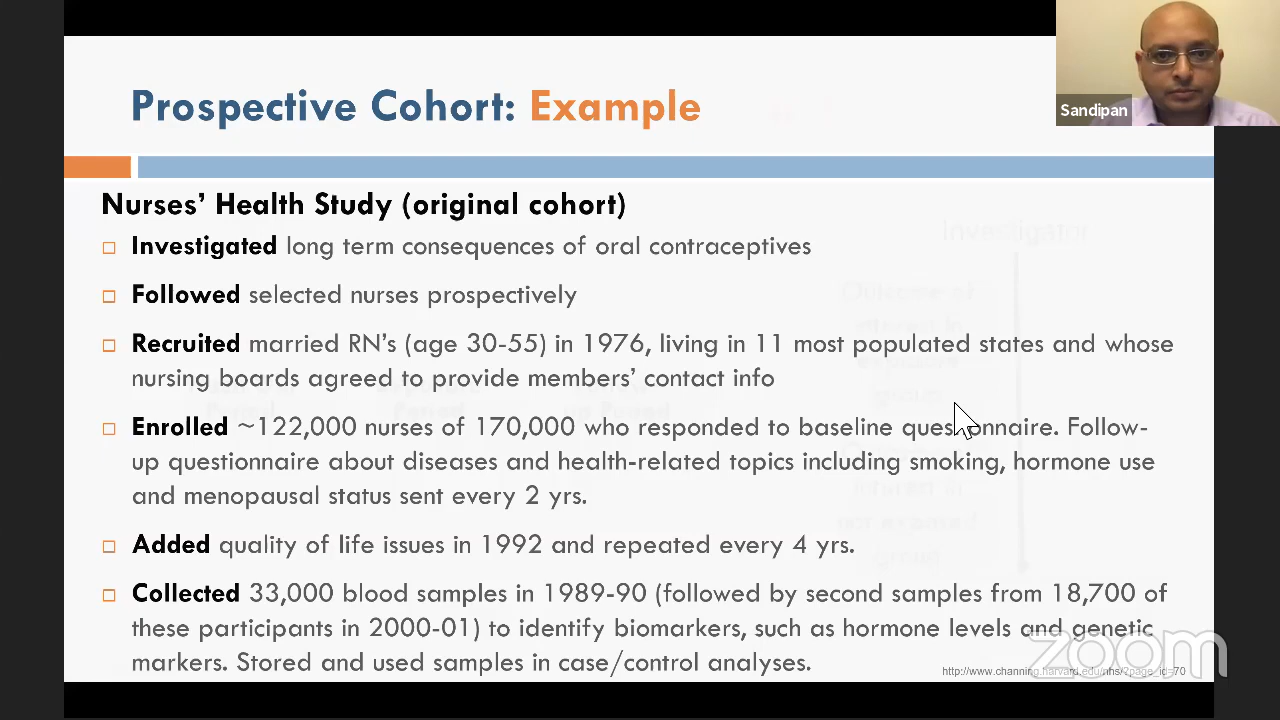 Sandipan
Prospective Cohort: Example
Nurses’ Health Study (original cohort)
Investigated long term consequences of oral contraceptives
Followed selected nurses prospectively
Recruited married RN’s (age 30-55) in 1976, living in 11 most populated states and whose
nursing boards agreed to provide members’ contact info
Enrolled ~122,000 nurses of 170,000 who responded to baseline questionnaire. Follow-
up questionnaire about diseases and health-related topics including smoking, hormone use
and menopausal status sent every 2 yrs.
Added quality of life issues in 1992 and repeated every 4 yrs.
Collected 33,000 blood samples in 1989-90 (followed by second samples from 18,700 of
these participants in 2000-01) to identify biomarkers, such as hormone levels and genetic
markers. Stored and used samples in case/control analyses.
http://www.channing.harvard.edu/nhs/?page_id=70
zoom
Investigator